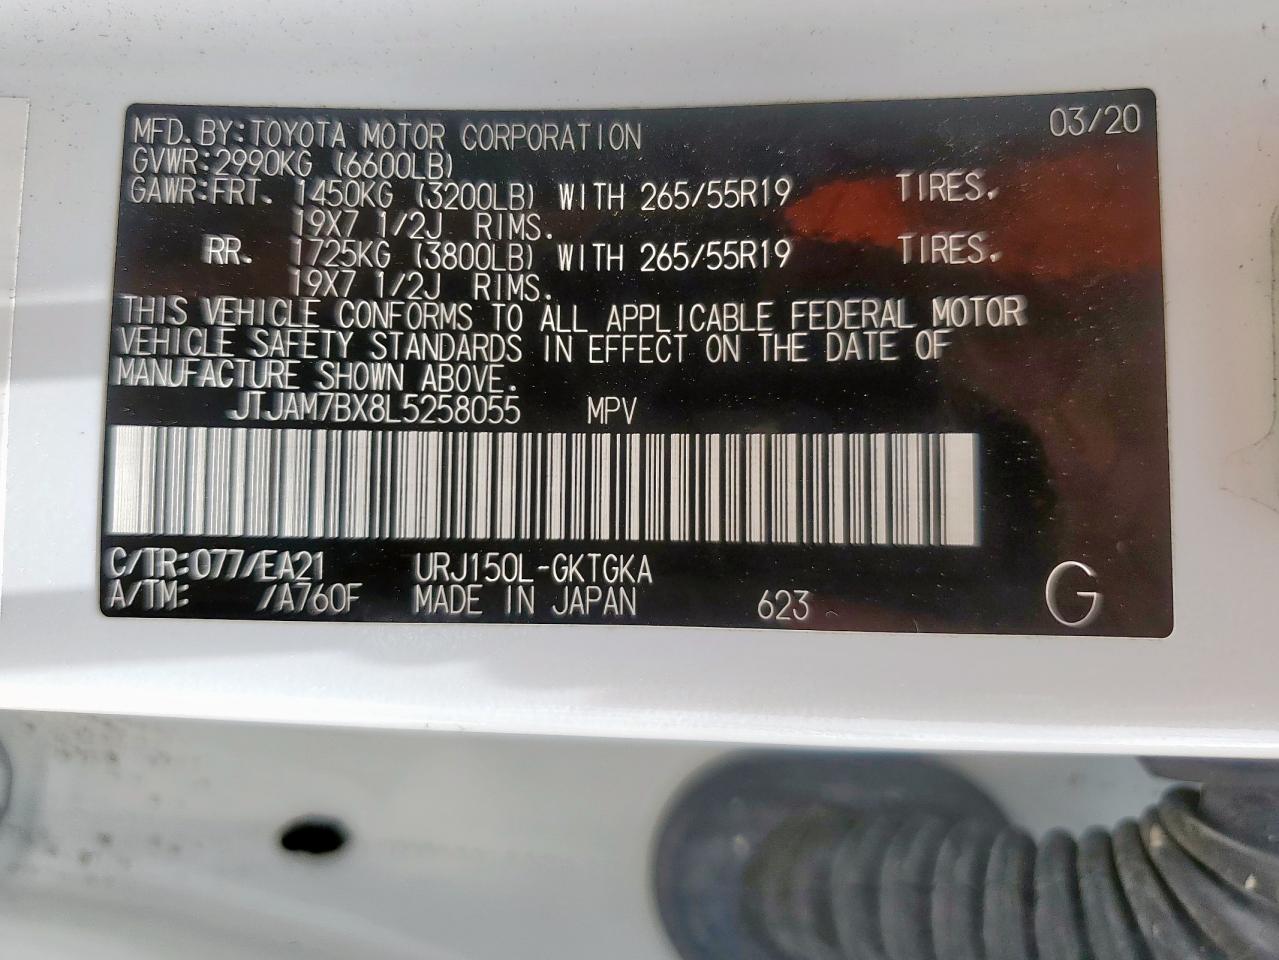 MFD.BY:TOYOTA MOTOR CORPORATION 03/20
GVWR:2990KG (6600LB)
GAWR:FRT. 1450KG (3200LB) WITH 265/55R19 TIRES.
19X7 1/2J RIMS.
RR. 1725KG (3800LB) WITH 265/55R19 TIRES.
19X7 1/2J RIMS.
THIS VEHICLE CONFORMS TO ALL APPLICABLE FEDERAL MOTOR
VEHICLE SAFETY STANDARDS IN EFFECT ON THE DATE OF
MANUFACTURE SHOWN ABOVE.
JTJAM7BX8L5258055 MPV
C/TR:077/EA21 URJ150L-GKTGKA
A/TM: /A760F MADE IN JAPAN 623 G